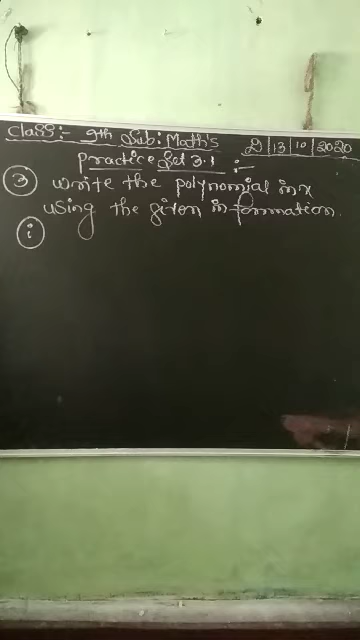 Class:- 9th Sub: Math's D|13|10|2020
practice Set 3.1 :-
③ write the polynomial in x
using the given information.
(i)